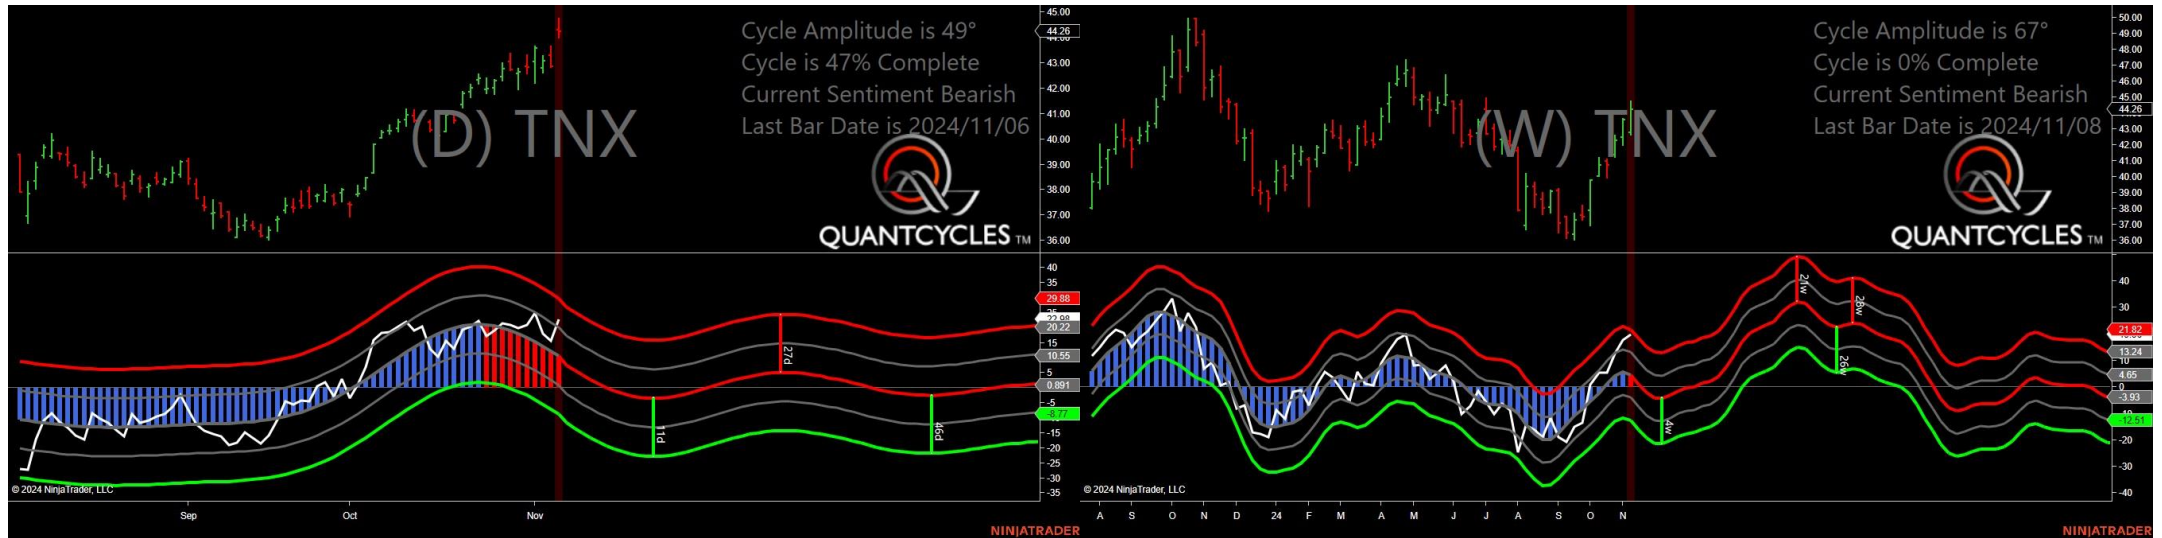 Cycle Amplitude is 49°
Cycle is 47% Complete
Current Sentiment Bearish
Last Bar Date is 2024/11/06
(D) TNX
QUANTCYCLES TM
45.00
44.26
43.00
42.00
41.00
40.00
39.00
38.00
37.00
36.00
40
35
29.88
20.22
15
10.55
5
0.891
-5
-8.77
-15
-20
-25
-30
-35
27d
11d
46d
© 2024 NinjaTrader, LLC
Sep Oct Nov
NINJATRADER
Cycle Amplitude is 67°
Cycle is 0% Complete
Current Sentiment Bearish
Last Bar Date is 2024/11/08
(W) TNX
QUANTCYCLES TM
50.00
49.00
48.00
47.00
46.00
45.00
44.26
43.00
42.00
41.00
40.00
39.00
38.00
37.00
36.00
40
30
21.82
13.24
4.65
0
-3.93
-12.51
-20
-30
-40
21w
28w
26w
4w
© 2024 NinjaTrader, LLC
A S O N D 24 F M A M J J A S O N
NINJATRADER